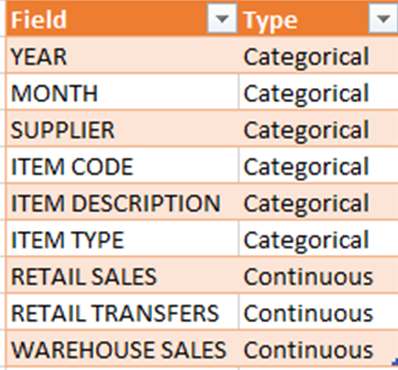 Field Type
YEAR Categorical
MONTH Categorical
SUPPLIER Categorical
ITEM CODE Categorical
ITEM DESCRIPTION Categorical
ITEM TYPE Categorical
RETAIL SALES Continuous
RETAIL TRANSFERS Continuous
WAREHOUSE SALES Continuous